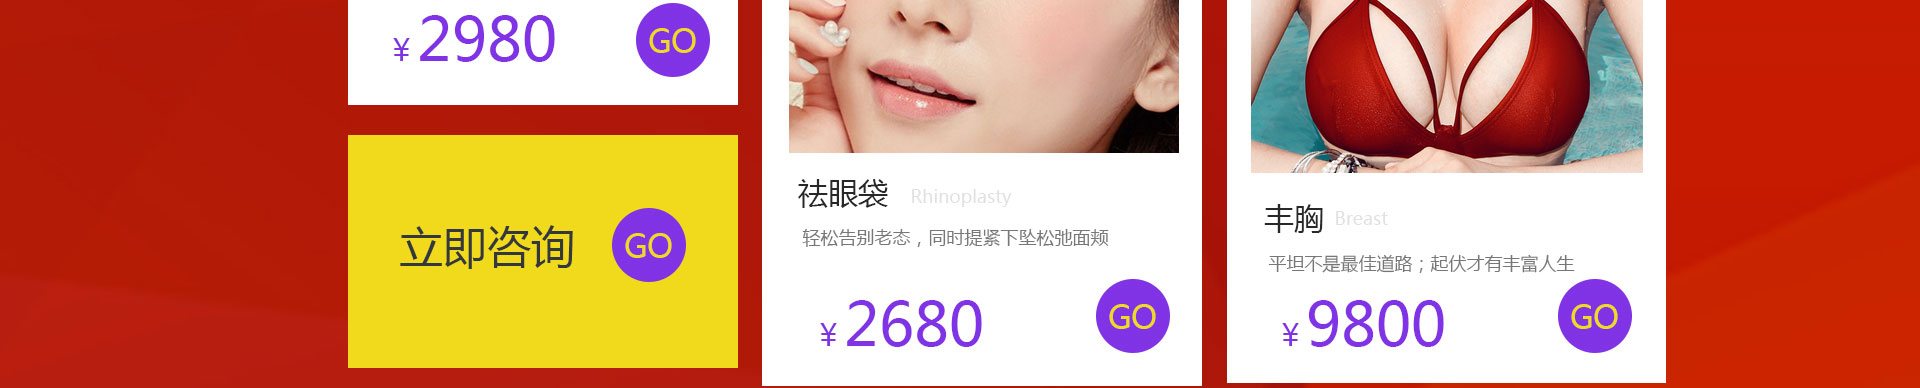 ¥2980
GO
立即咨询
GO
祛眼袋 Rhinoplasty
轻松告别老态，同时提紧下坠松弛面颊
¥2680
GO
丰胸 Breast
平坦不是最佳道路；起伏才有丰富人生
¥9800
GO